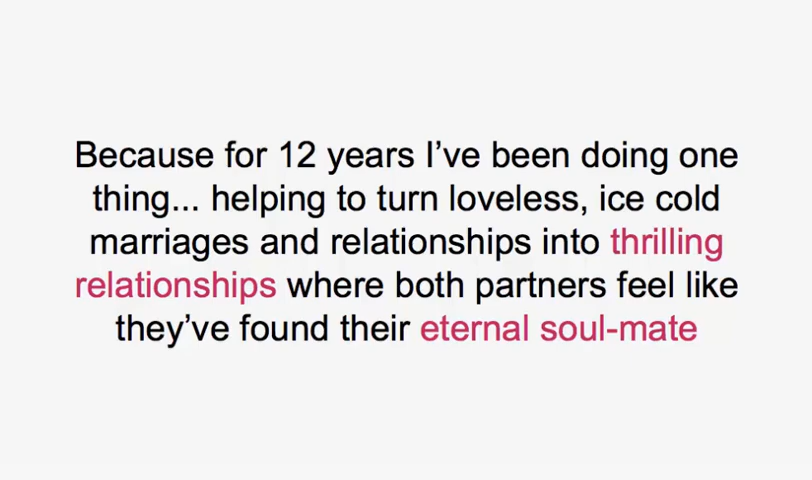 Because for 12 years I’ve been doing one
thing... helping to turn loveless, ice cold
marriages and relationships into thrilling
relationships where both partners feel like
they’ve found their eternal soul-mate